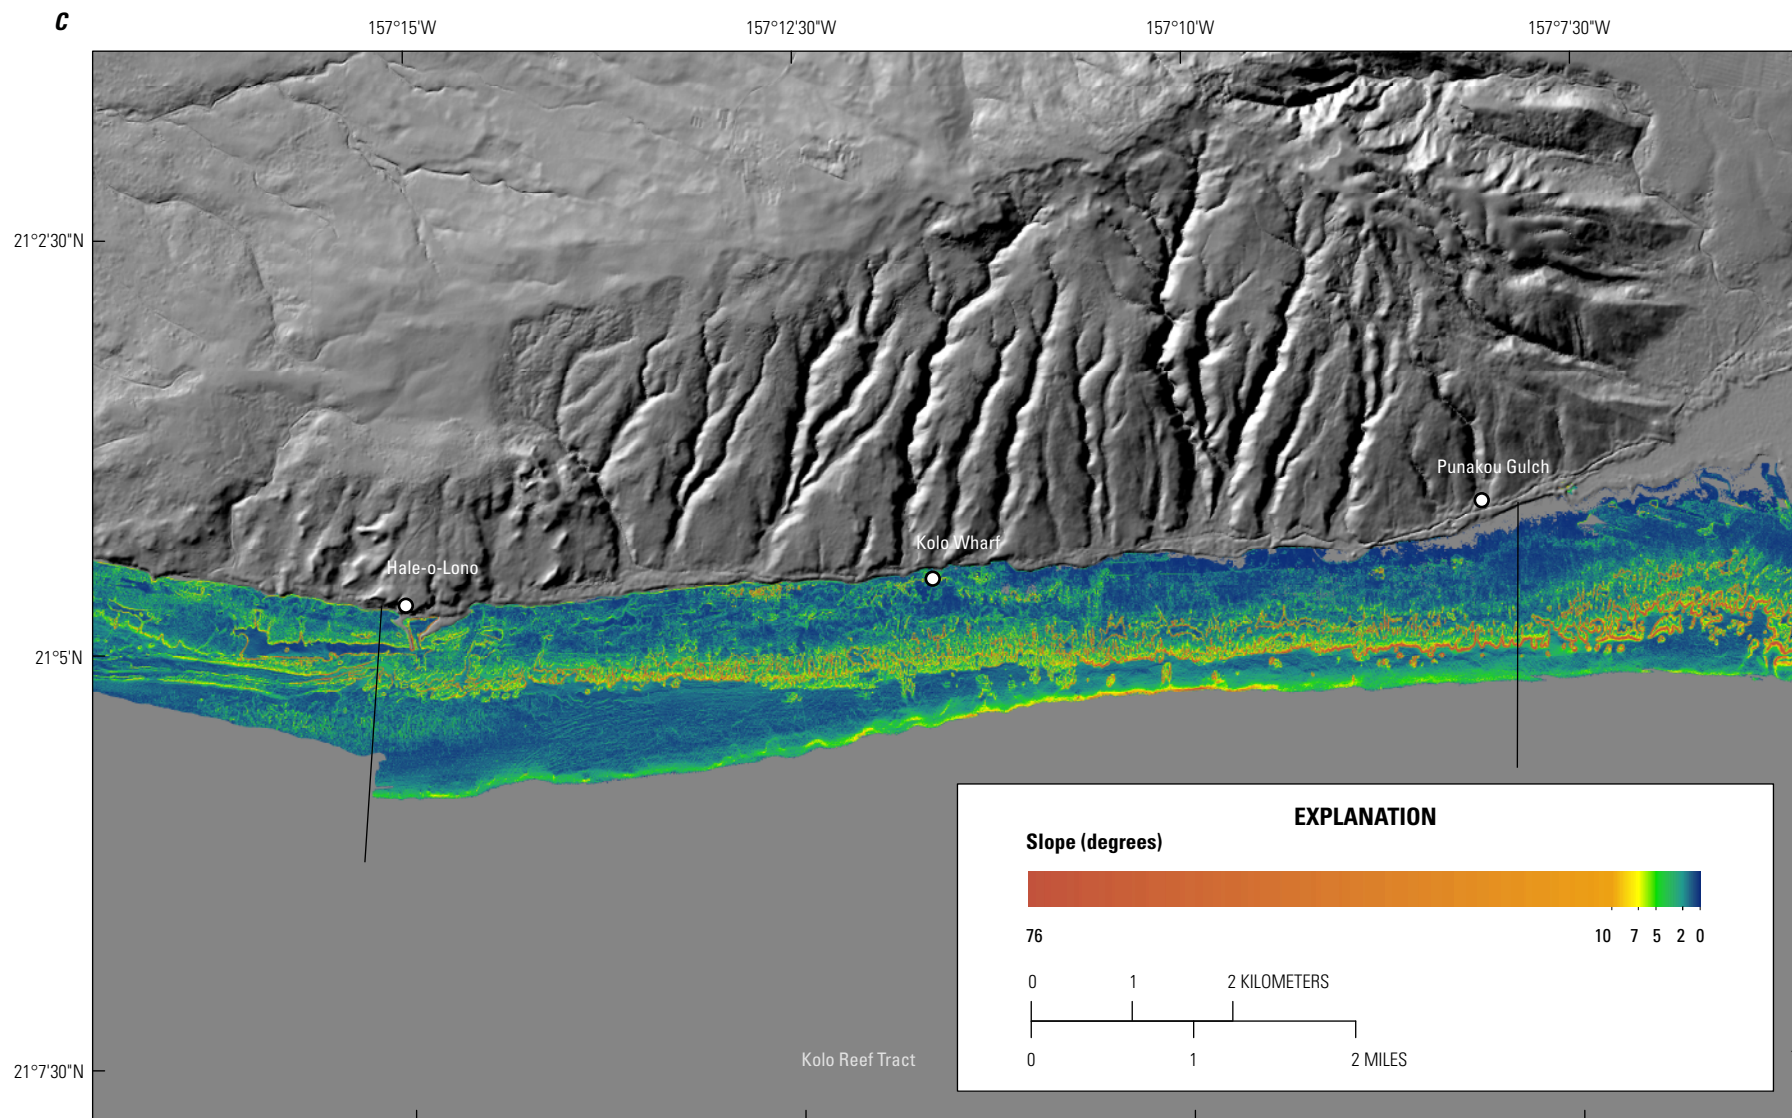 C
157°15'W 157°12'30"W 157°10'W 157°7'30"W
21°2'30"N
Punakou Gulch
Kolo Wharf
Hale-o-Lono
21°5'N
EXPLANATION
Slope (degrees)
76 10 7 5 2 0
0 1 2 KILOMETERS
0 1 2 MILES
Kolo Reef Tract
21°7'30"N